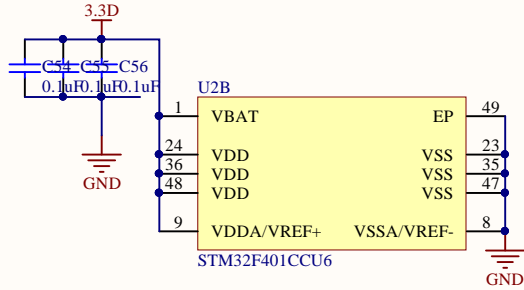 3.3D
C54 C55 C56
0.1uF 0.1uF 0.1uF
GND
U2B
1 VBAT EP 49
24 VDD VSS 23
36 VDD VSS 35
48 VDD VSS 47
9 VDDA/VREF+ VSSA/VREF- 8
STM32F401CCU6
GND